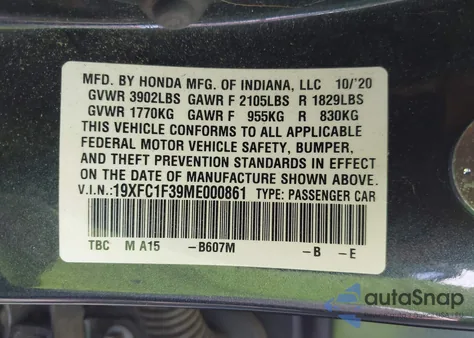 MFD. BY HONDA MFG. OF INDIANA, LLC 10/'20
GVWR 3902LBS GAWR F 2105LBS R 1829LBS
GVWR 1770KG GAWR F 955KG R 830KG
THIS VEHICLE CONFORMS TO ALL APPLICABLE
FEDERAL MOTOR VEHICLE SAFETY, BUMPER,
AND THEFT PREVENTION STANDARDS IN EFFECT
ON THE DATE OF MANUFACTURE SHOWN ABOVE.
V.I.N.:19XFC1F39ME000861 TYPE: PASSENGER CAR
TBC M A15 -B607M -B -E
autoSnap